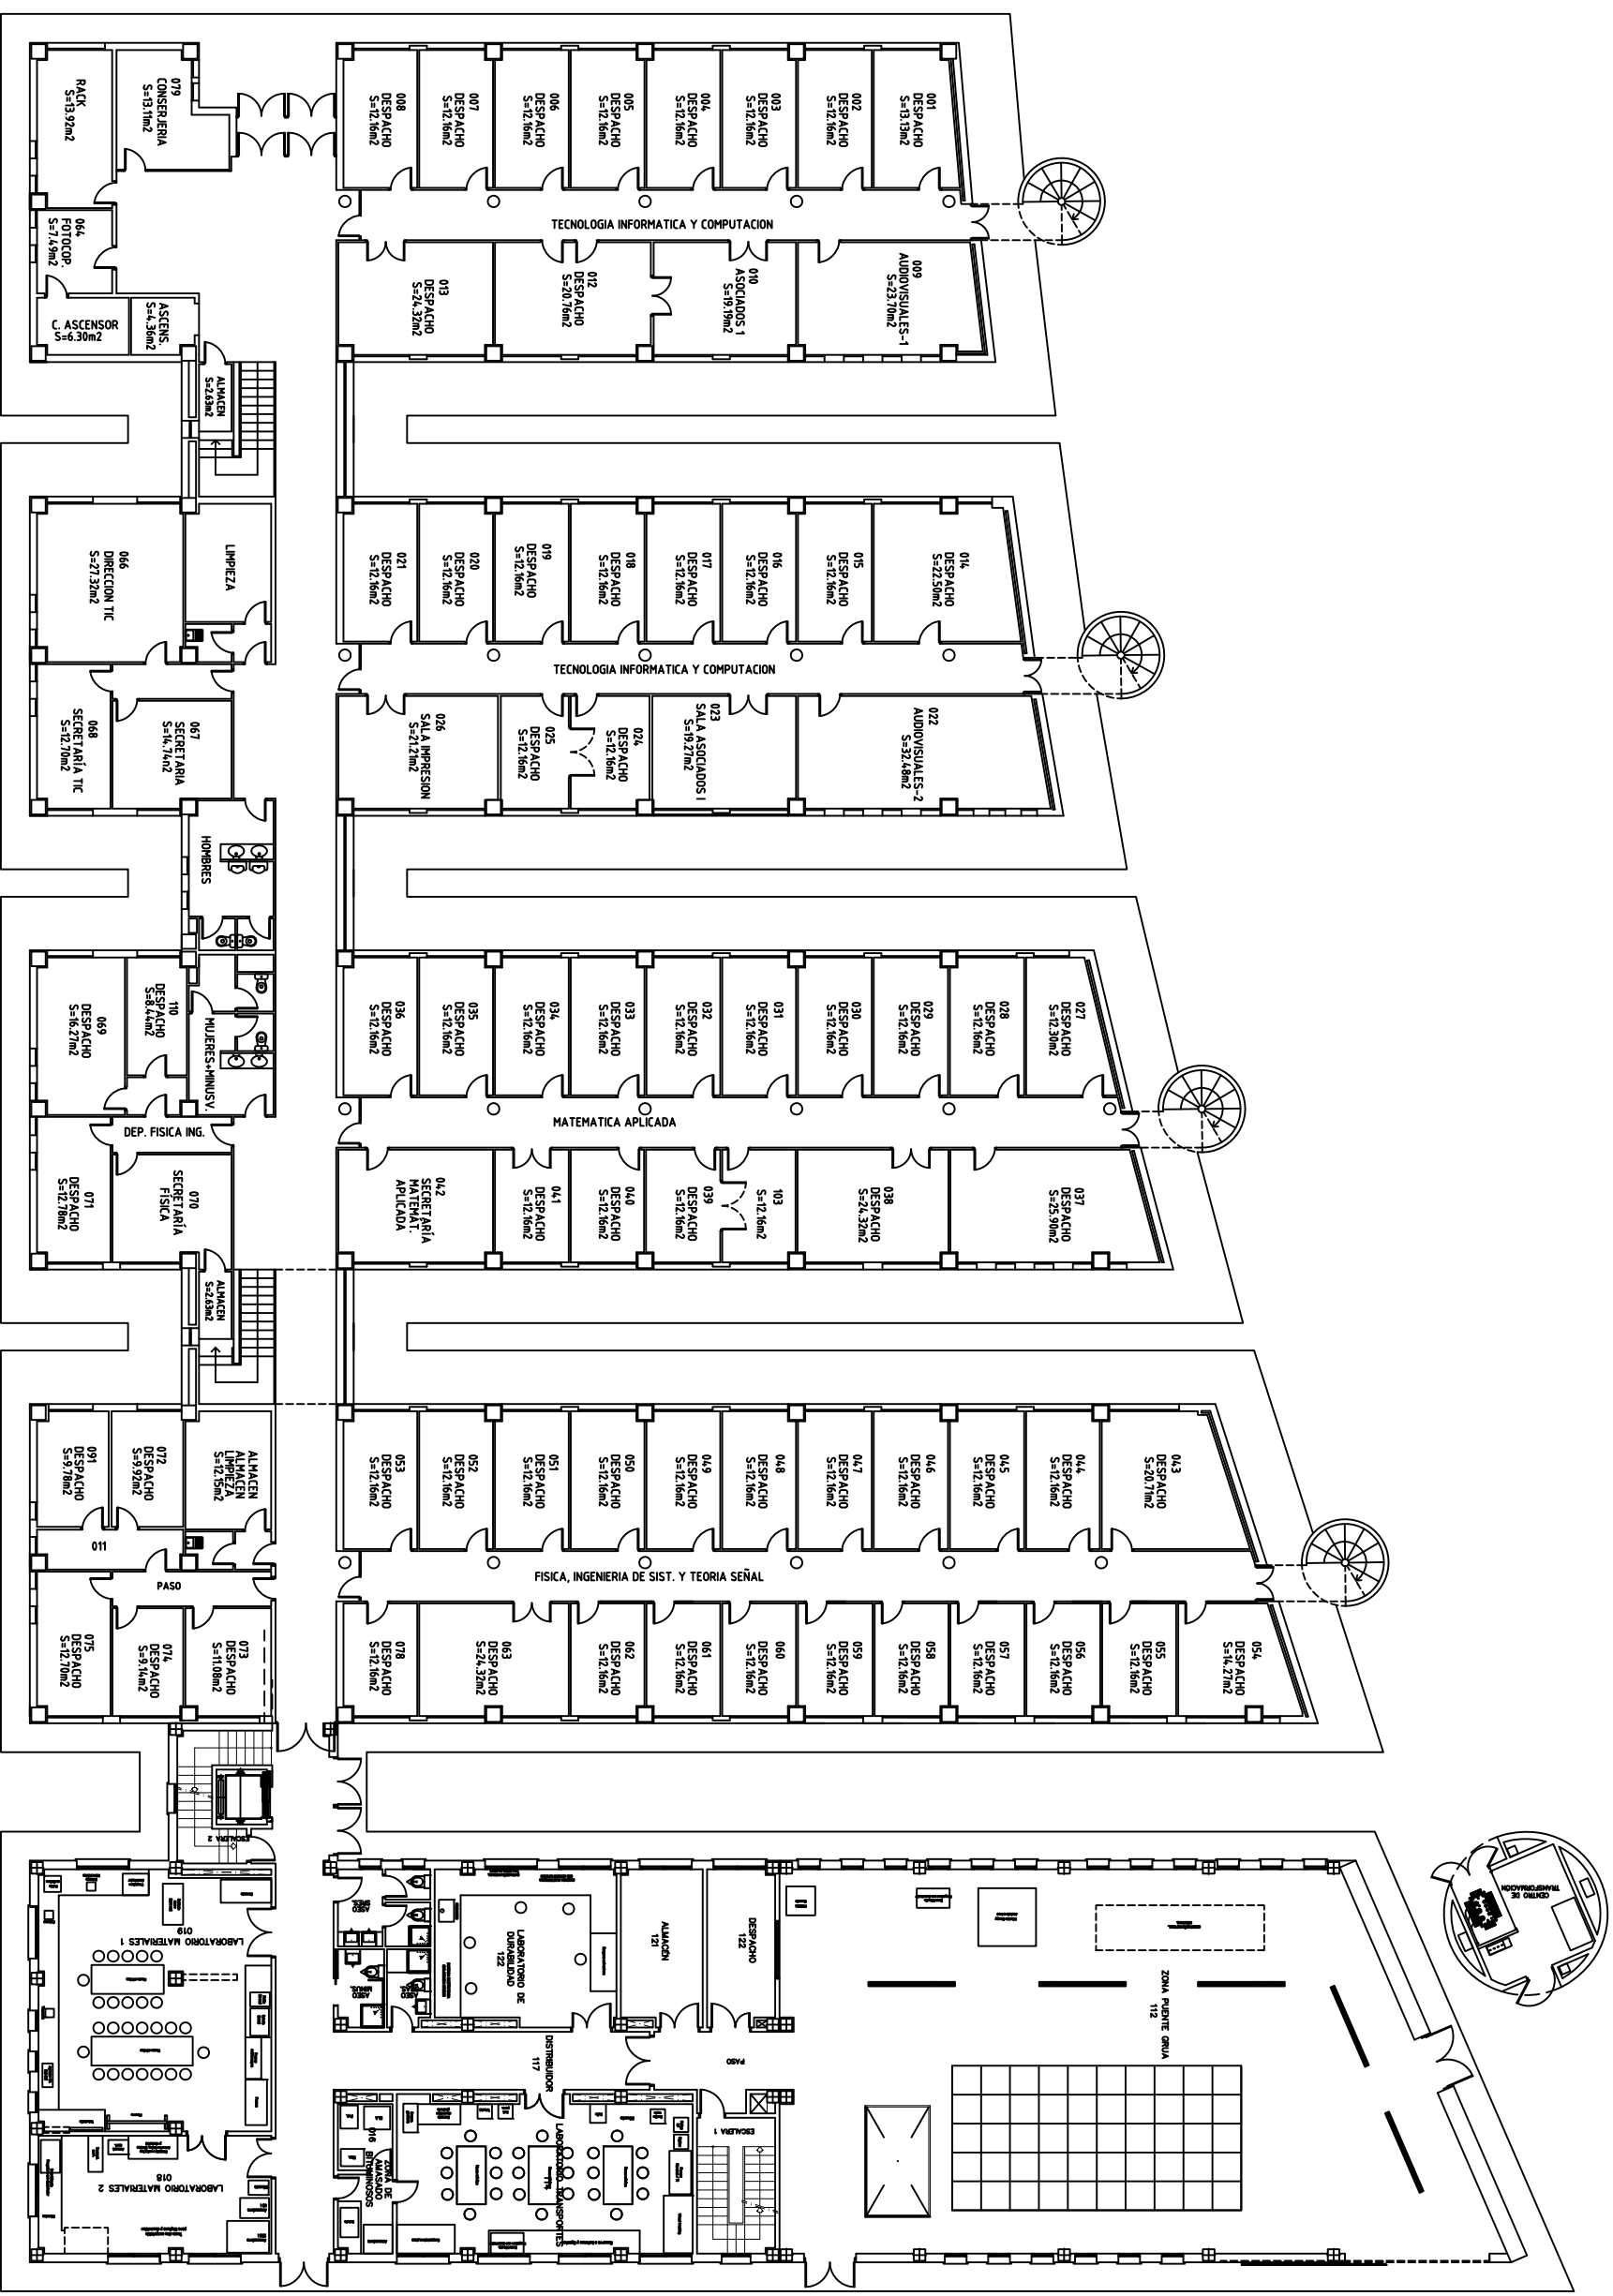 RACK
S=13.92m2
079
CONSERJERIA
S=13.11m2
008
DESPACHO
S=12.16m2
007
DESPACHO
S=12.16m2
006
DESPACHO
S=12.16m2
005
DESPACHO
S=12.16m2
004
DESPACHO
S=12.16m2
003
DESPACHO
S=12.16m2
002
DESPACHO
S=12.16m2
001
DESPACHO
S=13.13m2
TECNOLOGIA INFORMATICA Y COMPUTACION
064
FOTOCOP.
S=7.49m2
C. ASCENSOR
S=6.30m2
ASCENS.
S=4.36m2
ALMACEN
S=2.63m2
013
DESPACHO
S=24.32m2
012
DESPACHO
S=20.76m2
010
ASOCIADOS 1
S=19.19m2
009
AUDIOVISUALES-1
S=23.70m2
066
DIRECCION TIC
S=27.32m2
LIMPIEZA
021
DESPACHO
S=12.16m2
020
DESPACHO
S=12.16m2
019
DESPACHO
S=12.16m2
018
DESPACHO
S=12.16m2
017
DESPACHO
S=12.16m2
016
DESPACHO
S=12.16m2
015
DESPACHO
S=12.16m2
014
DESPACHO
S=22.50m2
TECNOLOGIA INFORMATICA Y COMPUTACION
068
SECRETARÍA TIC
S=12.70m2
067
SECRETARIA
S=14.74n2
026
SALA IMPRESION
S=21.21m2
025
DESPACHO
S=12.16m2
024
DESPACHO
S=12.16m2
023
SALA ASOCIADOS I
S=19.27m2
022
AUDIOVISUALES-2
S=32.48m2
HOMBRES
069
DESPACHO
S=16.27m2
110
DESPACHO
S=8.44m2
MUJERES+MINUSV.
036
DESPACHO
S=12.16m2
035
DESPACHO
S=12.16m2
034
DESPACHO
S=12.16m2
033
DESPACHO
S=12.16m2
032
DESPACHO
S=12.16m2
031
DESPACHO
S=12.16m2
030
DESPACHO
S=12.16m2
029
DESPACHO
S=12.16m2
028
DESPACHO
S=12.16m2
027
DESPACHO
S=12.30m2
MATEMATICA APLICADA
DEP. FISICA ING.
071
DESPACHO
S=12.78m2
070
SECRETARÍA
FÍSICA
ALMACEN
S=2.63m2
042
SECRETARÍA
MATEMÁT.
APLICADA
041
DESPACHO
S=12.16m2
040
DESPACHO
S=12.16m2
039
DESPACHO
S=12.16m2
103
S=12.16m2
038
DESPACHO
S=24.32m2
037
DESPACHO
S=25.90m2
091
DESPACHO
S=9.78m2
072
DESPACHO
S=9.92m2
ALMACEN
ALMACEN
LIMPIEZA
S=12.15m2
053
DESPACHO
S=12.16m2
052
DESPACHO
S=12.16m2
051
DESPACHO
S=12.16m2
050
DESPACHO
S=12.16m2
049
DESPACHO
S=12.16m2
048
DESPACHO
S=12.16m2
047
DESPACHO
S=12.16m2
046
DESPACHO
S=12.16m2
045
DESPACHO
S=12.16m2
044
DESPACHO
S=12.16m2
043
DESPACHO
S=20.71m2
011
PASO
FISICA, INGENIERIA DE SIST. Y TEORIA SEÑAL
075
DESPACHO
S=12.70m2
074
DESPACHO
S=9.14m2
073
DESPACHO
S=11.08m2
078
DESPACHO
S=12.16m2
063
DESPACHO
S=24.32m2
062
DESPACHO
S=12.16m2
061
DESPACHO
S=12.16m2
060
DESPACHO
S=12.16m2
059
DESPACHO
S=12.16m2
058
DESPACHO
S=12.16m2
057
DESPACHO
S=12.16m2
056
DESPACHO
S=12.16m2
055
DESPACHO
S=12.16m2
054
DESPACHO
S=14.27m2
ESCALERA 2
CENTRO DE
TRANSFORMACIÓN
LABORATORIO MATERIALES 1
019
ASEO
SRES.
ASEO
MINUS.
ASEO
SRAS.
LABORATORIO DE
DURABILIDAD
122
ALMACÉN
121
DESPACHO
122
ZONA PUENTE GRUA
112
DISTRIBUIDOR
117
PASO
ESCALERA 1
LABORATORIO MATERIALES 2
018
016
ZONA DE
AMASADO
BITUMINOSOS
LABORATORIO TRANSPORTES